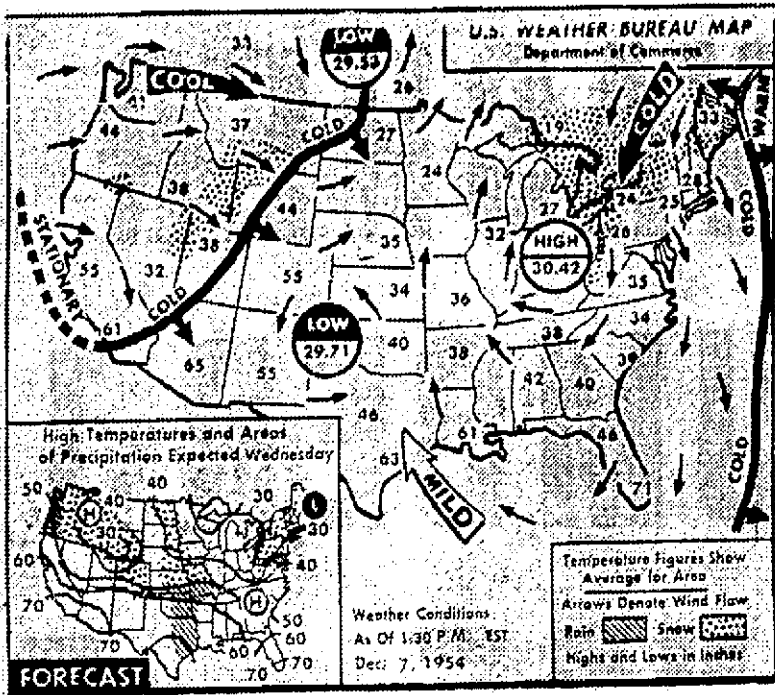 U.S. WEATHER BUREAU MAP
Department of Commerce
LOW
29.53
33
26
COOL
41
44
37
COLD
27
19
COLD
33
WARM
24
38
44
27
24
25
28
COLD
STATIONARY
38
35
32
HIGH
30.42
26
55
32
55
COLD
34
36
35
34
61
LOW
29.71
40
38
38
39
65
55
42
40
46
61
46
63
71
MILD
COLD
High Temperatures and Areas
of Precipitation Expected Wednesday
50
40
40
30
H
L
30
30
40
60
70
H
50
60
70
70
60
70
FORECAST
Weather Conditions
As Of 1:30 P.M. EST
Dec. 7, 1954
Temperature Figures Show
Average for Area
Arrows Denote Wind Flow
Rain Snow
Highs and Lows in Inches